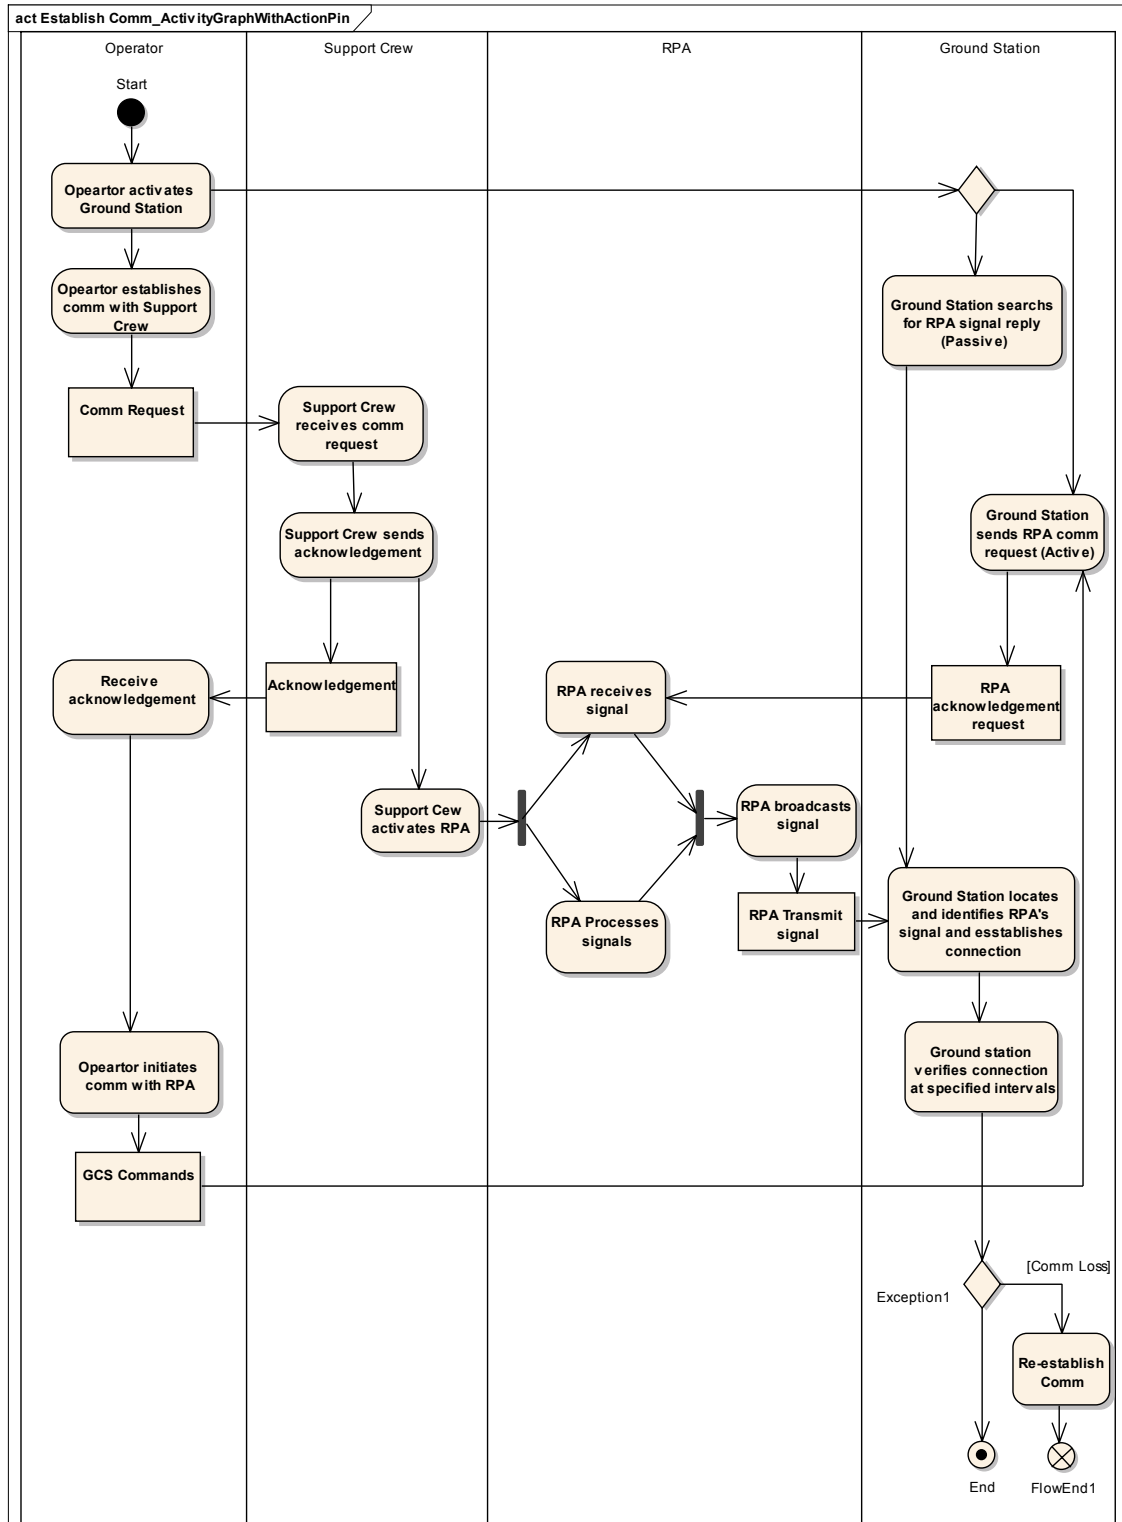 act Establish Comm_ActivityGraphWithActionPin
Operator
Support Crew
RPA
Ground Station
Start
Opeartor activates
Ground Station
Opeartor establishes
comm with Support
Crew
Ground Station searchs
for RPA signal reply
(Passive)
Comm Request
Support Crew
receives comm
request
Support Crew sends
acknowledgement
Ground Station
sends RPA comm
request (Active)
Receive
acknowledgement
Acknowledgement
RPA receives
signal
RPA
acknowledgement
request
Support Cew
activates RPA
RPA broadcasts
signal
RPA Processes
signals
RPA Transmit
signal
Ground Station locates
and identifies RPA's
signal and esstablishes
connection
Ground station
verifies connection
at specified intervals
Opeartor initiates
comm with RPA
GCS Commands
[Comm Loss]
Exception1
Re-establish
Comm
End
FlowEnd1